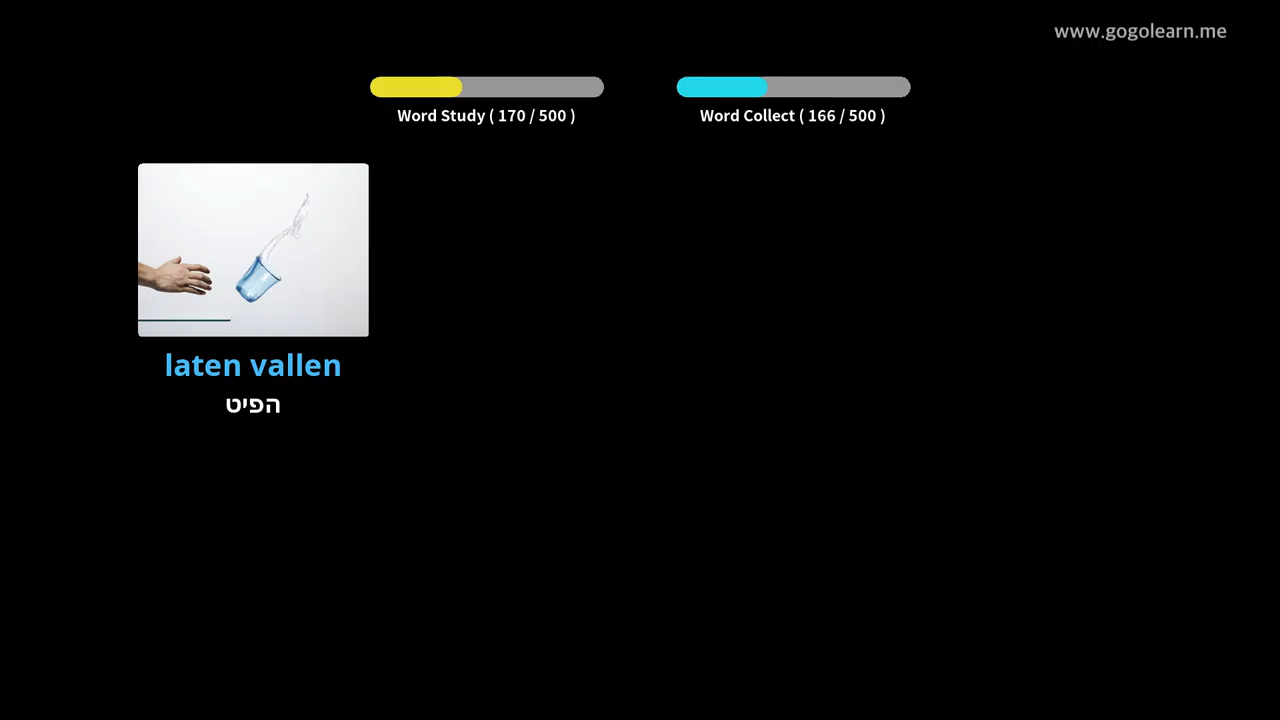 www.gogolearn.me
Word Study ( 170 / 500 )
Word Collect ( 166 / 500 )
laten vallen
הפיט